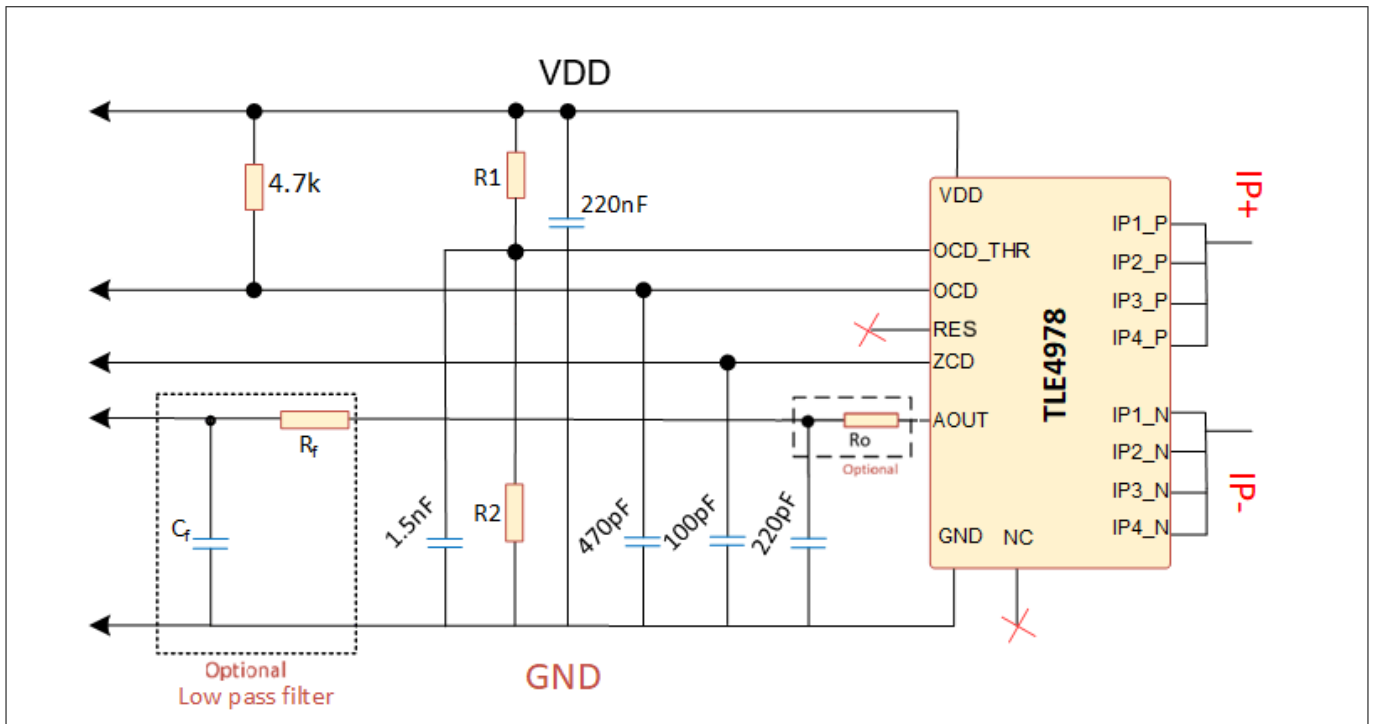 VDD
4.7k
R1
220nF
VDD
OCD_THR
OCD
RES
ZCD
AOUT
GND
NC
TLE4978
IP1_P
IP2_P
IP3_P
IP4_P
IP1_N
IP2_N
IP3_N
IP4_N
IP+
IP-
Rf
Cf
Ro
Optional
1.5nF
R2
470pF
100pF
220pF
Optional
Low pass filter
GND